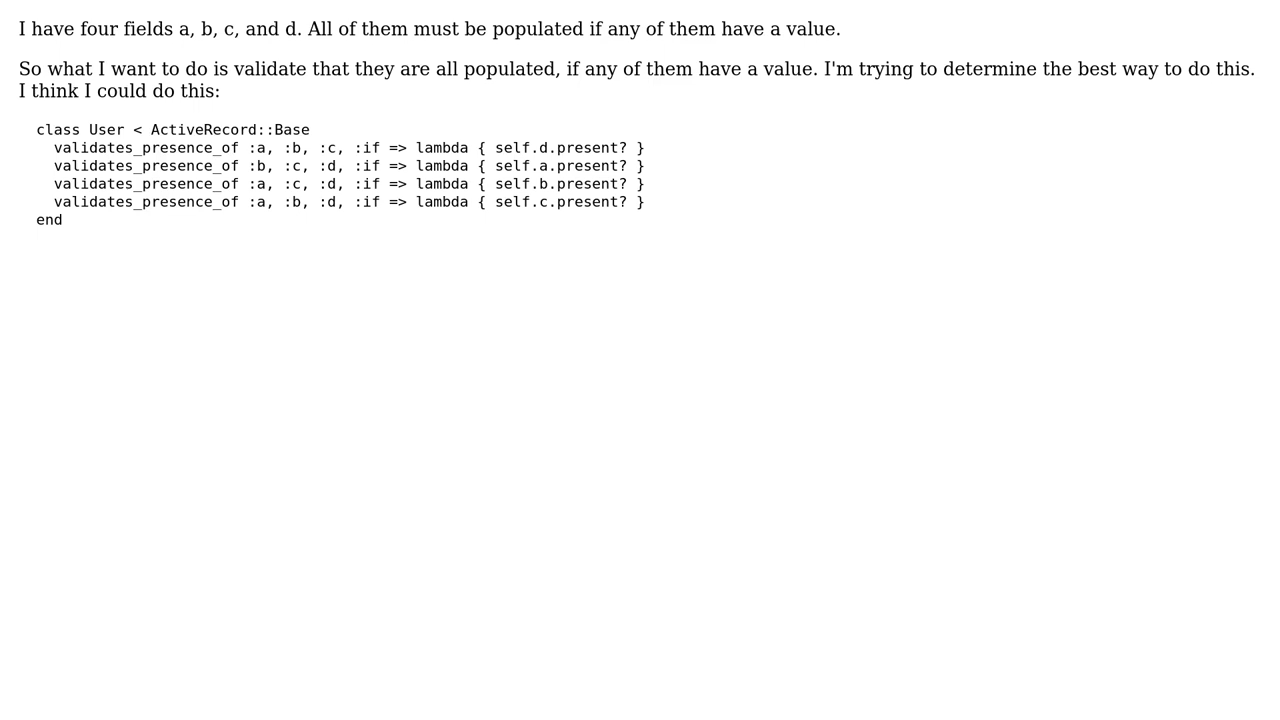 I have four fields a, b, c, and d. All of them must be populated if any of them have a value.
So what I want to do is validate that they are all populated, if any of them have a value. I'm trying to determine the best way to do this.
I think I could do this:
class User < ActiveRecord::Base
  validates_presence_of :a, :b, :c, :if => lambda { self.d.present? }
  validates_presence_of :b, :c, :d, :if => lambda { self.a.present? }
  validates_presence_of :a, :c, :d, :if => lambda { self.b.present? }
  validates_presence_of :a, :b, :d, :if => lambda { self.c.present? }
end